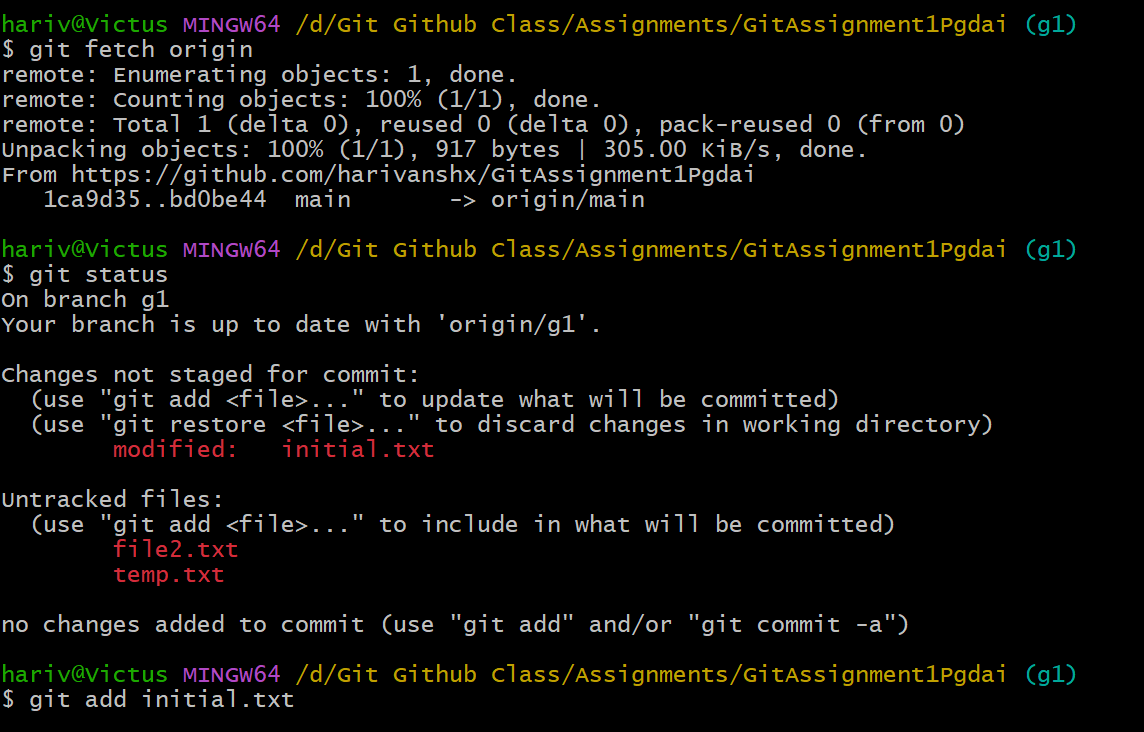 hariv@Victus MINGW64 /d/Git Github Class/Assignments/GitAssignment1Pgdai (g1)
$ git fetch origin
remote: Enumerating objects: 1, done.
remote: Counting objects: 100% (1/1), done.
remote: Total 1 (delta 0), reused 0 (delta 0), pack-reused 0 (from 0)
Unpacking objects: 100% (1/1), 917 bytes | 305.00 KiB/s, done.
From https://github.com/harivanshx/GitAssignment1Pgdai
   1ca9d35..bd0be44  main       -> origin/main

hariv@Victus MINGW64 /d/Git Github Class/Assignments/GitAssignment1Pgdai (g1)
$ git status
On branch g1
Your branch is up to date with 'origin/g1'.

Changes not staged for commit:
  (use "git add <file>..." to update what will be committed)
  (use "git restore <file>..." to discard changes in working directory)
        modified:   initial.txt

Untracked files:
  (use "git add <file>..." to include in what will be committed)
        file2.txt
        temp.txt

no changes added to commit (use "git add" and/or "git commit -a")

hariv@Victus MINGW64 /d/Git Github Class/Assignments/GitAssignment1Pgdai (g1)
$ git add initial.txt